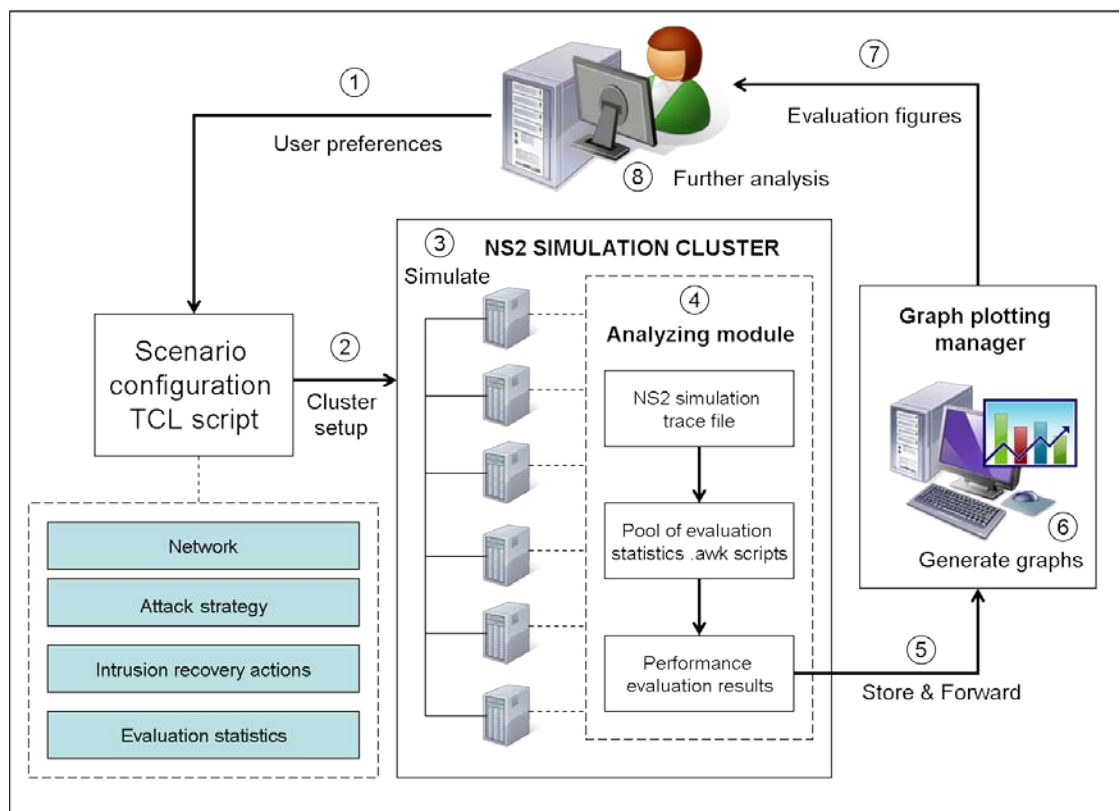 1
User preferences
7
Evaluation figures
8
Further analysis
3
NS2 SIMULATION CLUSTER
Simulate
4
Analyzing module
NS2 simulation
trace file
Pool of evaluation
statistics .awk scripts
Performance
evaluation results
Scenario
configuration
TCL script
2
Cluster
setup
Network
Attack strategy
Intrusion recovery actions
Evaluation statistics
Graph plotting
manager
6
Generate graphs
5
Store & Forward